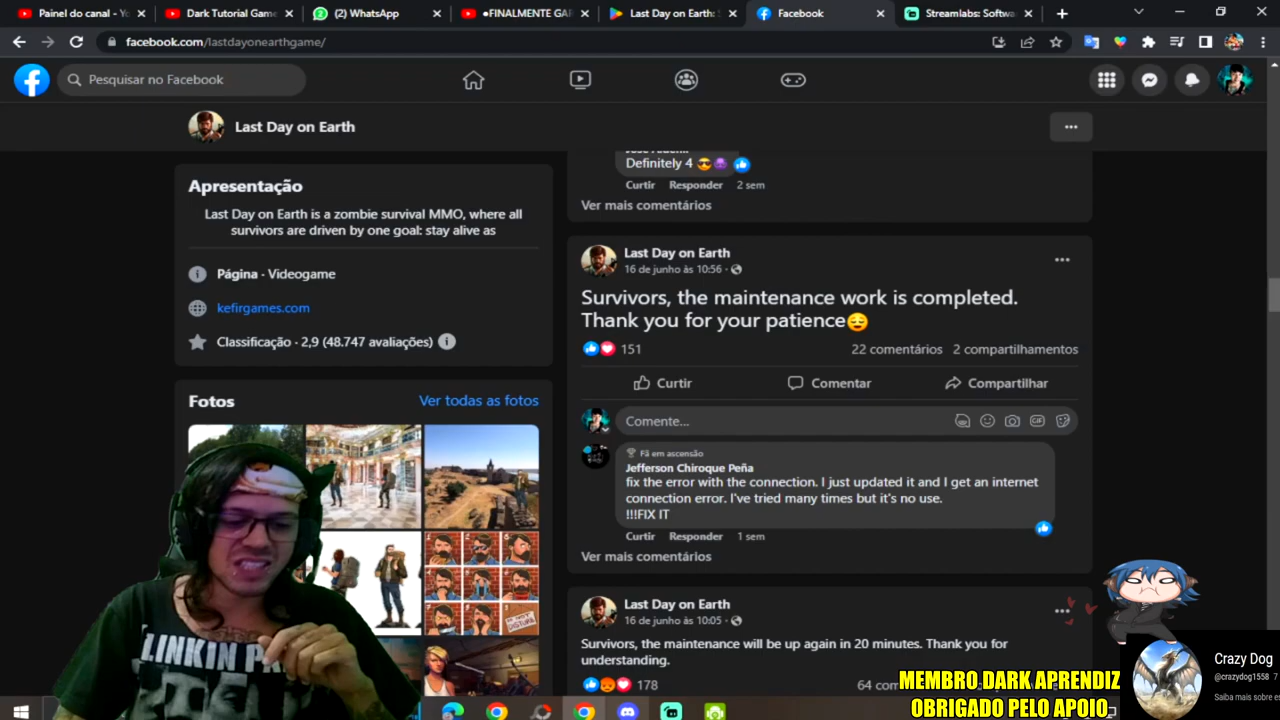 Painel do canal - Yo
Dark Tutorial Game
(2) WhatsApp
●FINALMENTE GA
Last Day on Earth: S
Facebook
Streamlabs: Softwa
facebook.com/lastdayonearthgame/
Pesquisar no Facebook
Last Day on Earth
Apresentação
Last Day on Earth is a zombie survival MMO, where all
survivors are driven by one goal: stay alive as
Página · Videogame
kefirgames.com
Classificação · 2,9 (48.747 avaliações)
Fotos
Ver todas as fotos
Definitely 4
Curtir Responder 2 sem
Ver mais comentários
Last Day on Earth
16 de junho às 10:56 ·
Survivors, the maintenance work is completed.
Thank you for your patience😌
151
22 comentários 2 compartilhamentos
Curtir
Comentar
Compartilhar
Comente...
GIF
Fã em ascensão
Jefferson Chiroque Peña
fix the error with the connection. I just updated it and I get an internet
connection error. I've tried many times but it's no use.
!!!FIX IT
Curtir Responder 1 sem
Ver mais comentários
Last Day on Earth
16 de junho às 10:05 ·
Survivors, the maintenance will be up again in 20 minutes. Thank you for
understanding.
178
64 com
LINKIN P
MEMBRO DARK APRENDIZ
OBRIGADO PELO APOIO
Crazy Dog
@crazydog1558 7
Saiba mais sobre es